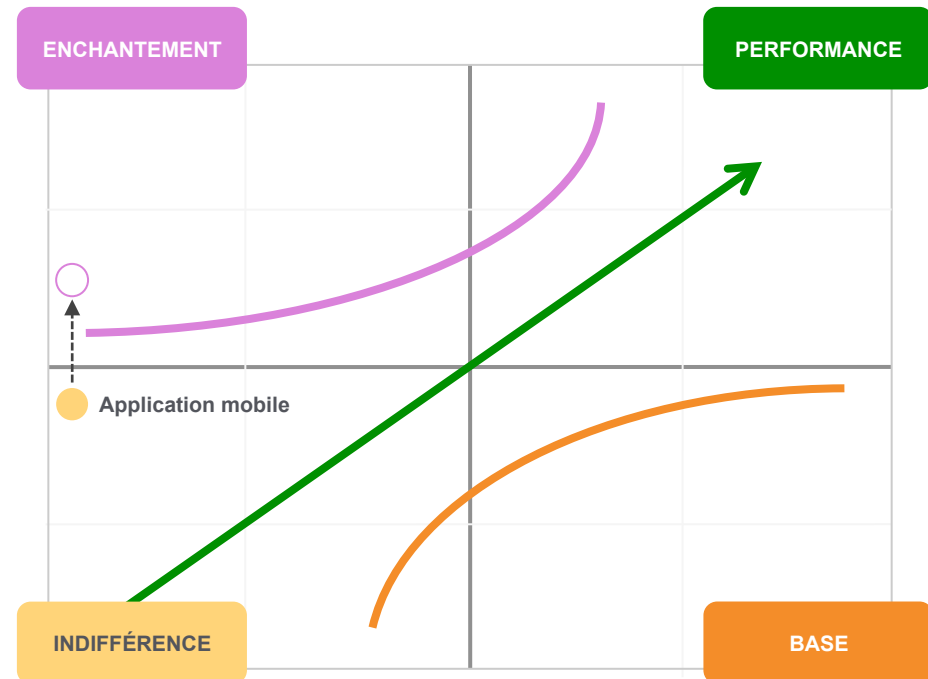 ENCHANTEMENT
PERFORMANCE
Application mobile
INDIFFÉRENCE
BASE